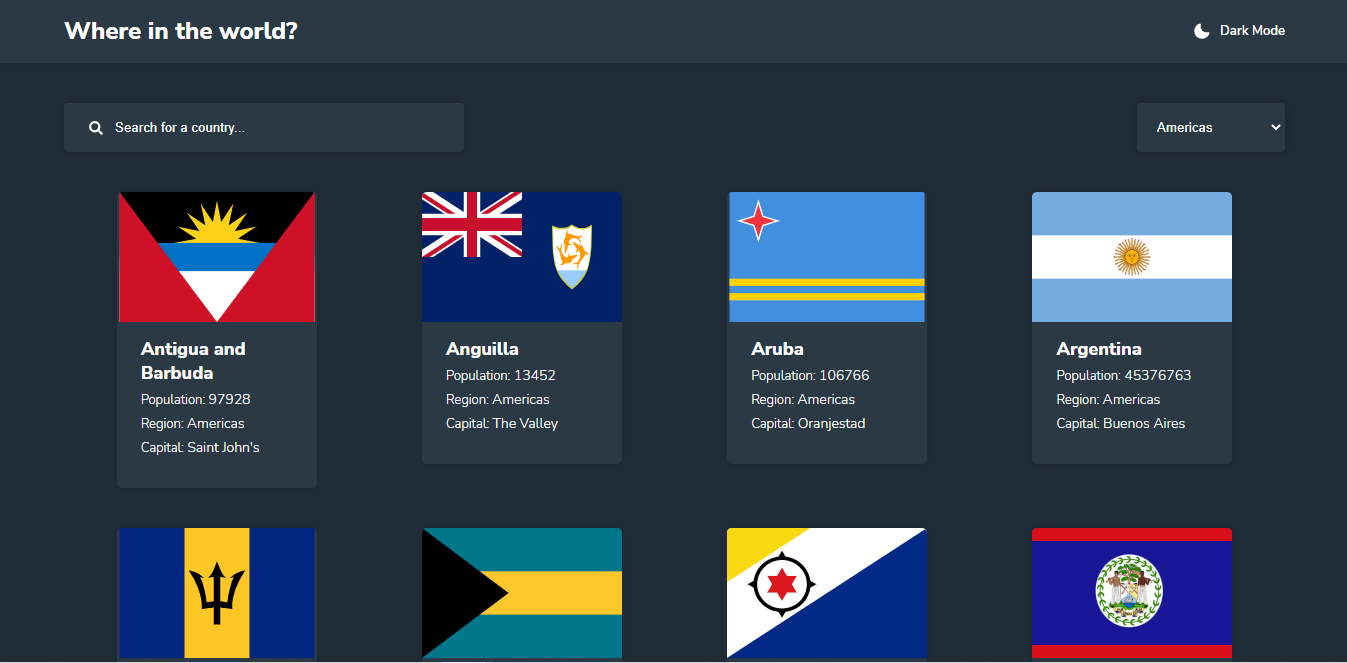 Where in the world?
Dark Mode
Search for a country...
Americas
Antigua and
Barbuda
Population: 97928
Region: Americas
Capital: Saint John's
Anguilla
Population: 13452
Region: Americas
Capital: The Valley
Aruba
Population: 106766
Region: Americas
Capital: Oranjestad
Argentina
Population: 45376763
Region: Americas
Capital: Buenos Aires